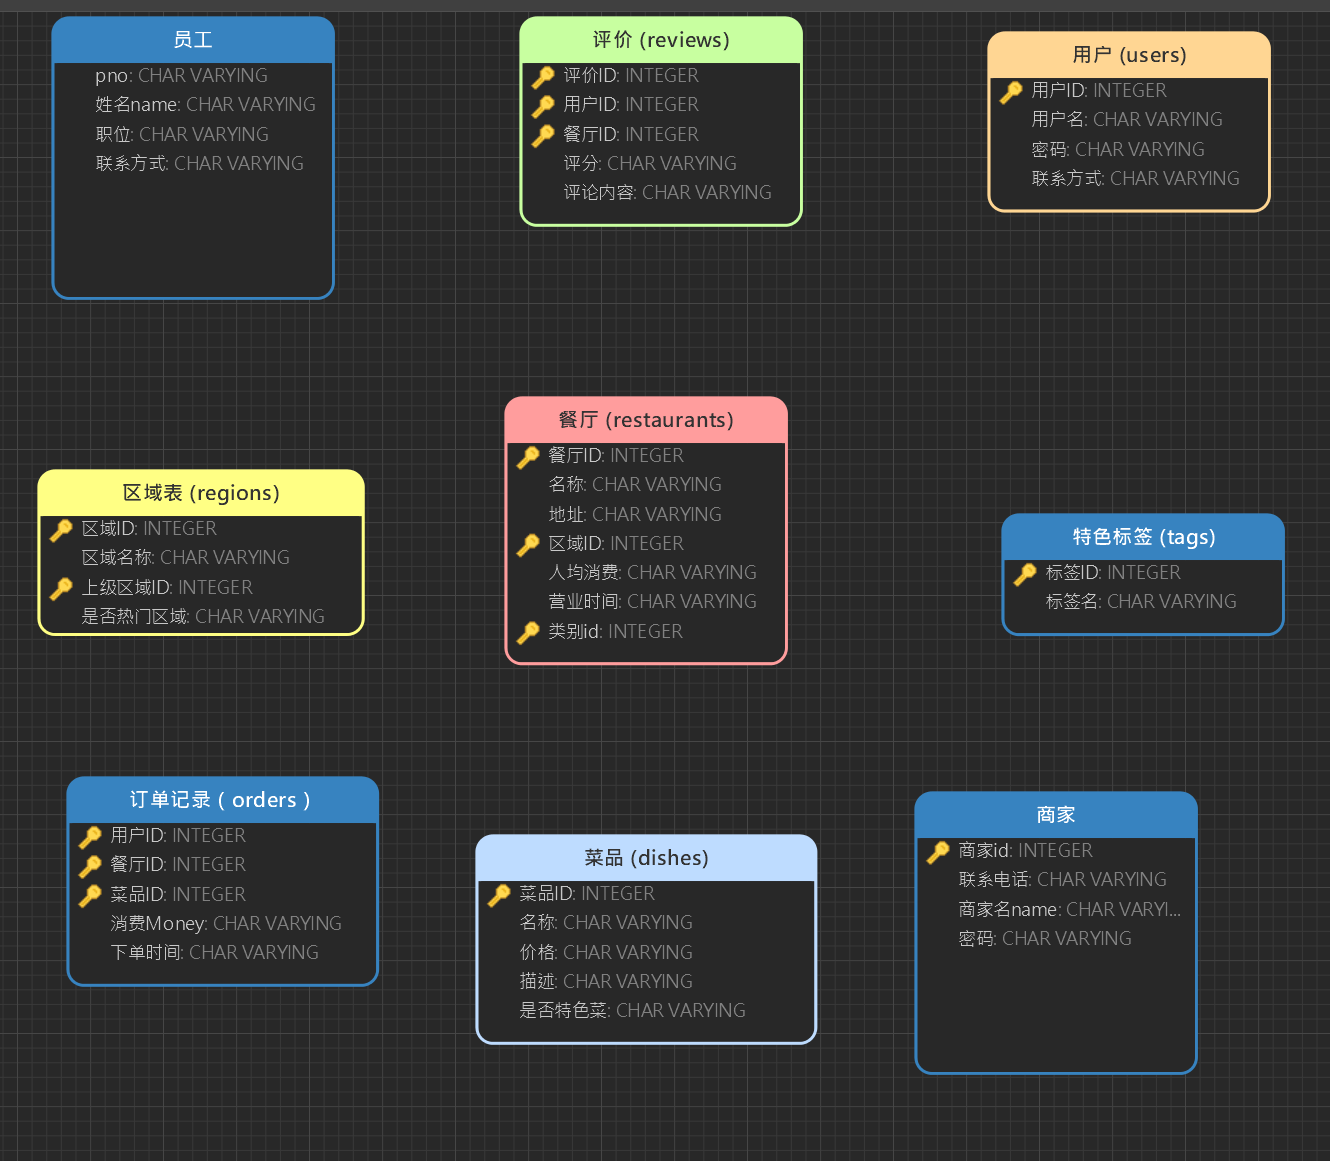 员工
pno: CHAR VARYING
姓名name: CHAR VARYING
职位: CHAR VARYING
联系方式: CHAR VARYING
评价 (reviews)
评价ID: INTEGER
用户ID: INTEGER
餐厅ID: INTEGER
评分: CHAR VARYING
评论内容: CHAR VARYING
用户 (users)
用户ID: INTEGER
用户名: CHAR VARYING
密码: CHAR VARYING
联系方式: CHAR VARYING
区域表 (regions)
区域ID: INTEGER
区域名称: CHAR VARYING
上级区域ID: INTEGER
是否热门区域: CHAR VARYING
餐厅 (restaurants)
餐厅ID: INTEGER
名称: CHAR VARYING
地址: CHAR VARYING
区域ID: INTEGER
人均消费: CHAR VARYING
营业时间: CHAR VARYING
类别id: INTEGER
特色标签 (tags)
标签ID: INTEGER
标签名: CHAR VARYING
订单记录 ( orders )
用户ID: INTEGER
餐厅ID: INTEGER
菜品ID: INTEGER
消费Money: CHAR VARYING
下单时间: CHAR VARYING
菜品 (dishes)
菜品ID: INTEGER
名称: CHAR VARYING
价格: CHAR VARYING
描述: CHAR VARYING
是否特色菜: CHAR VARYING
商家
商家id: INTEGER
联系电话: CHAR VARYING
商家名name: CHAR VARYI...
密码: CHAR VARYING